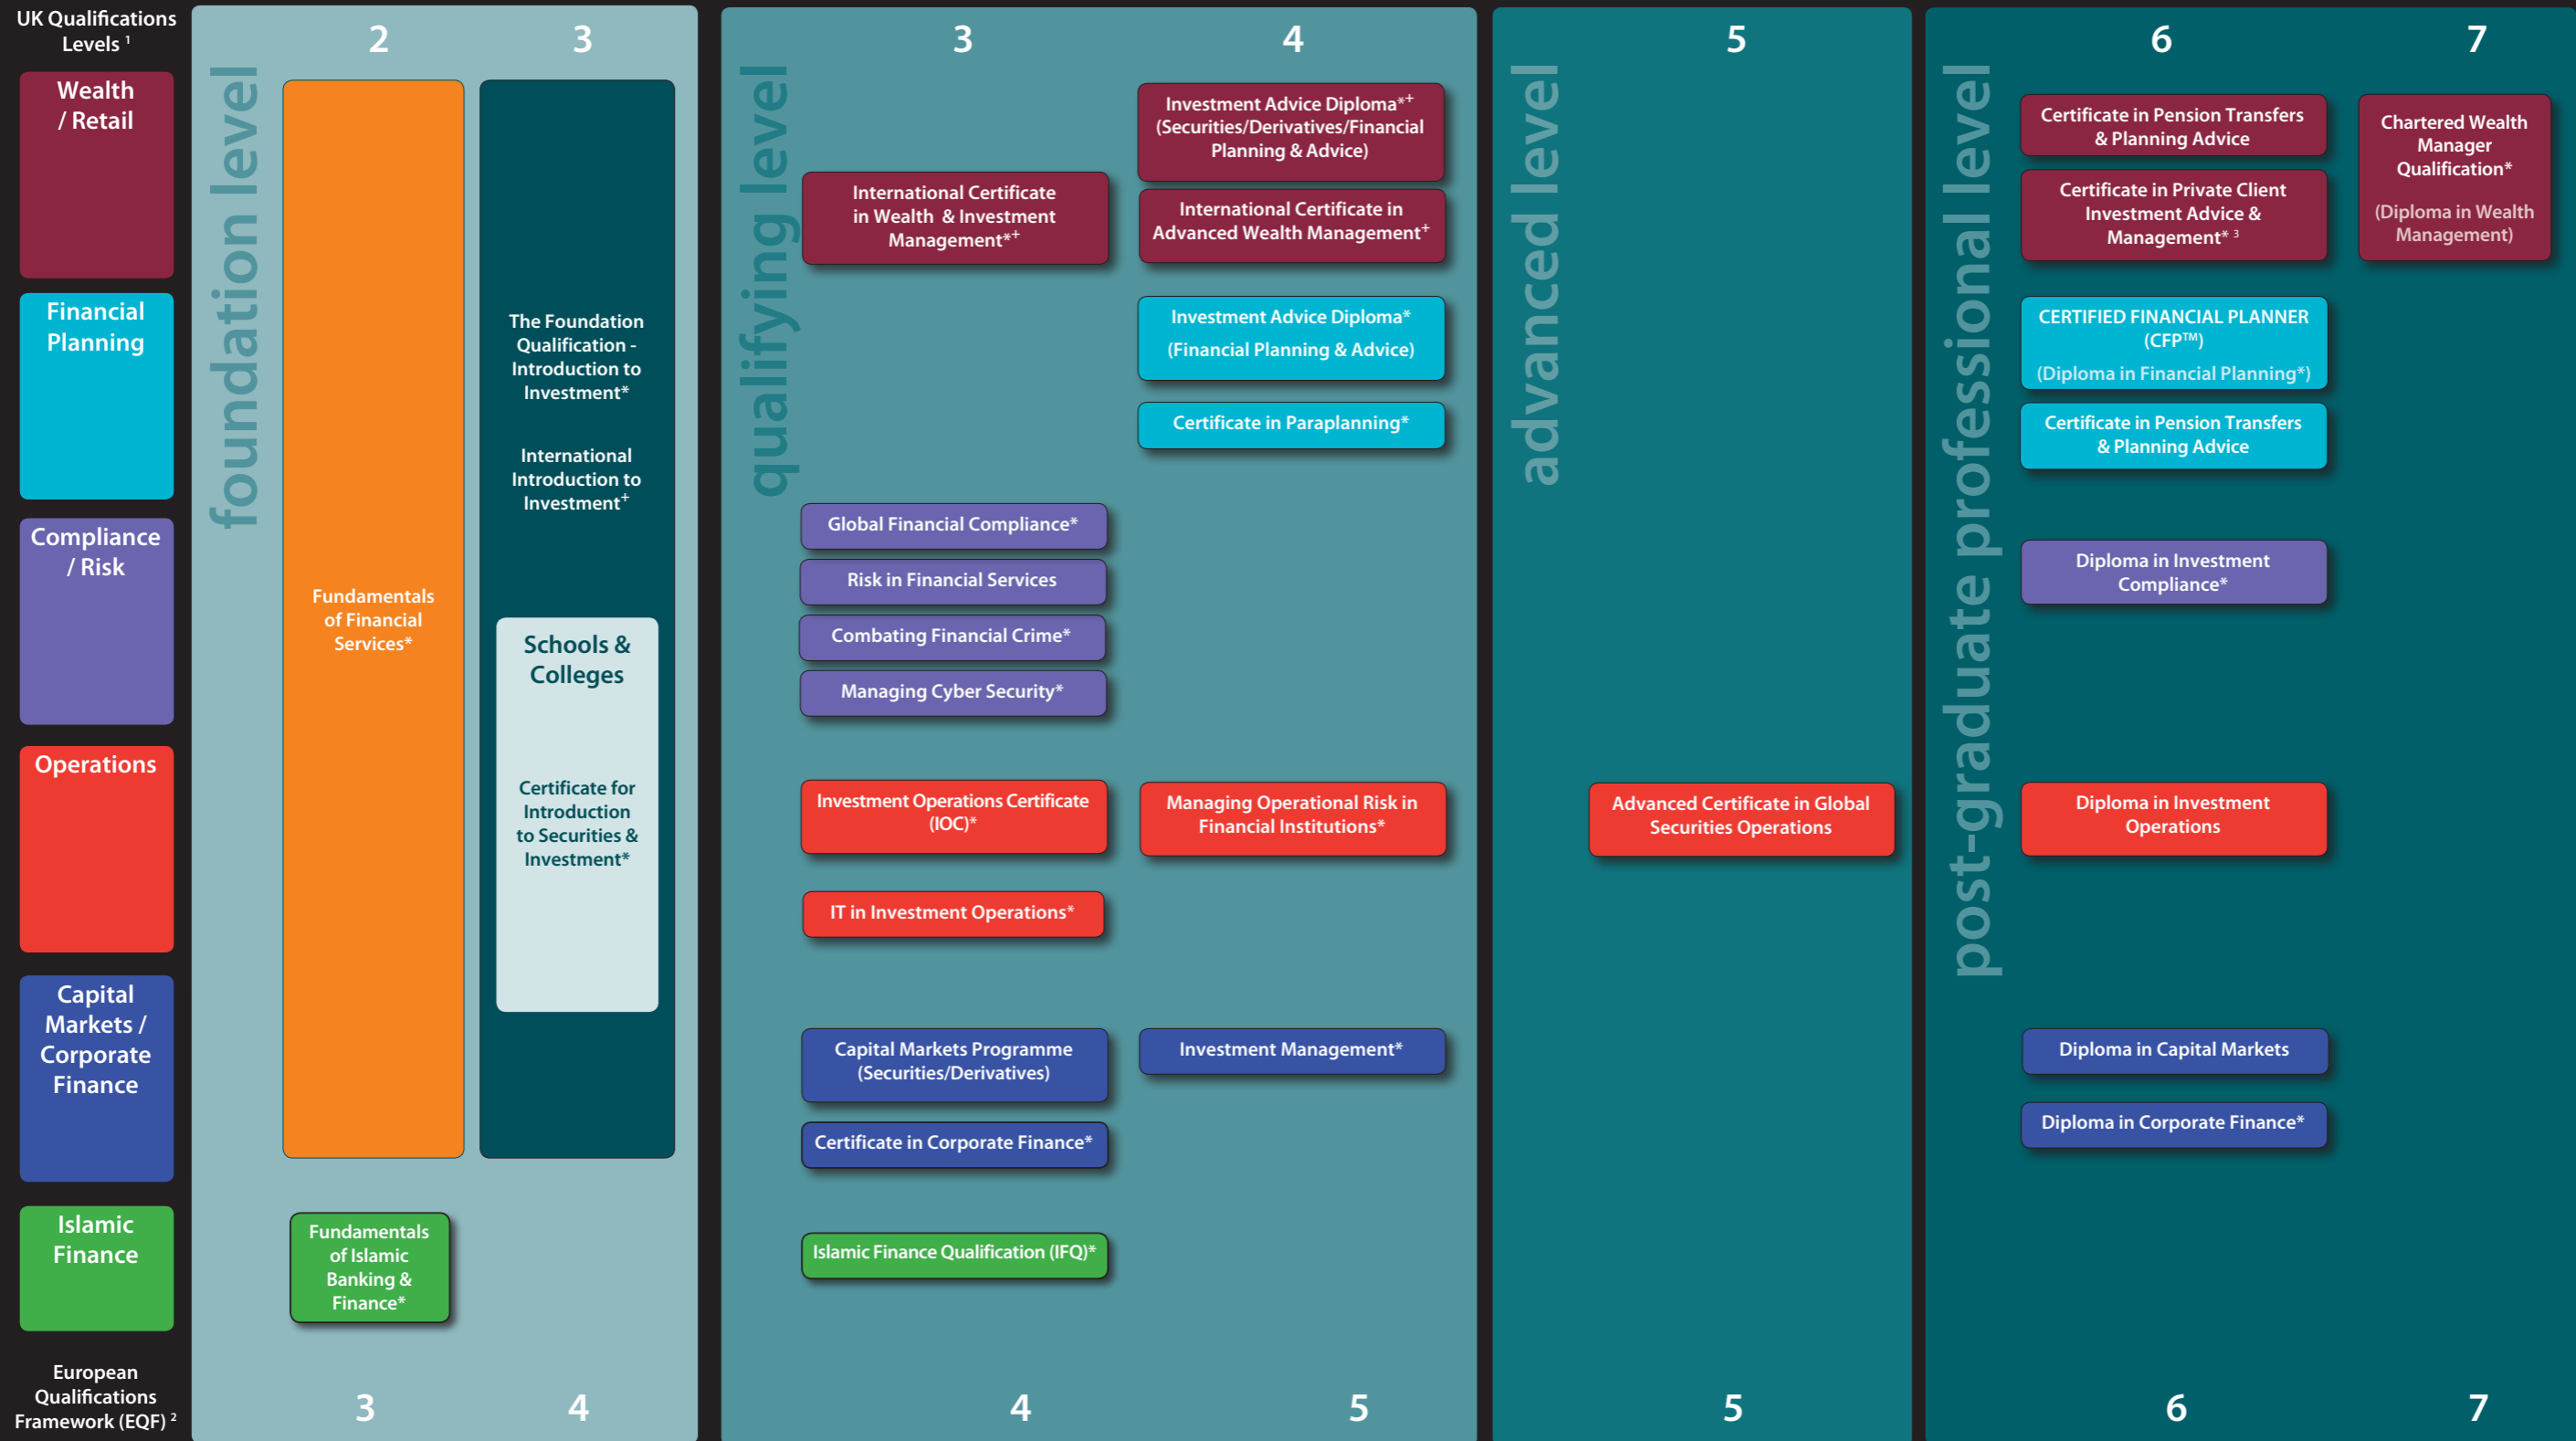 UK Qualifications
Levels ¹
2
3
3
4
5
6
7
foundation level
qualifying level
advanced level
post-graduate professional level
Wealth
/ Retail
Financial
Planning
Compliance
/ Risk
Operations
Capital
Markets /
Corporate
Finance
Islamic
Finance
Fundamentals
of Financial
Services*
Fundamentals
of Islamic
Banking &
Finance*
The Foundation
Qualification -
Introduction to
Investment*
International
Introduction to
Investment⁺
Schools &
Colleges
Certificate for
Introduction
to Securities &
Investment*
International Certificate
in Wealth & Investment
Management*⁺
Global Financial Compliance*
Risk in Financial Services
Combating Financial Crime*
Managing Cyber Security*
Investment Operations Certificate
(IOC)*
IT in Investment Operations*
Capital Markets Programme
(Securities/Derivatives)
Certificate in Corporate Finance*
Islamic Finance Qualification (IFQ)*
Investment Advice Diploma*⁺
(Securities/Derivatives/Financial
Planning & Advice)
International Certificate in
Advanced Wealth Management⁺
Investment Advice Diploma*
(Financial Planning & Advice)
Certificate in Paraplanning*
Managing Operational Risk in
Financial Institutions*
Investment Management*
Advanced Certificate in Global
Securities Operations
Certificate in Pension Transfers
& Planning Advice
Certificate in Private Client
Investment Advice &
Management* ³
CERTIFIED FINANCIAL PLANNER
(CFP™)
(Diploma in Financial Planning*)
Certificate in Pension Transfers
& Planning Advice
Diploma in Investment
Compliance*
Diploma in Investment
Operations
Diploma in Capital Markets
Diploma in Corporate Finance*
Chartered Wealth
Manager
Qualification*
(Diploma in Wealth
Management)
European
Qualifications
Framework (EQF) ²
3
4
4
5
5
6
7